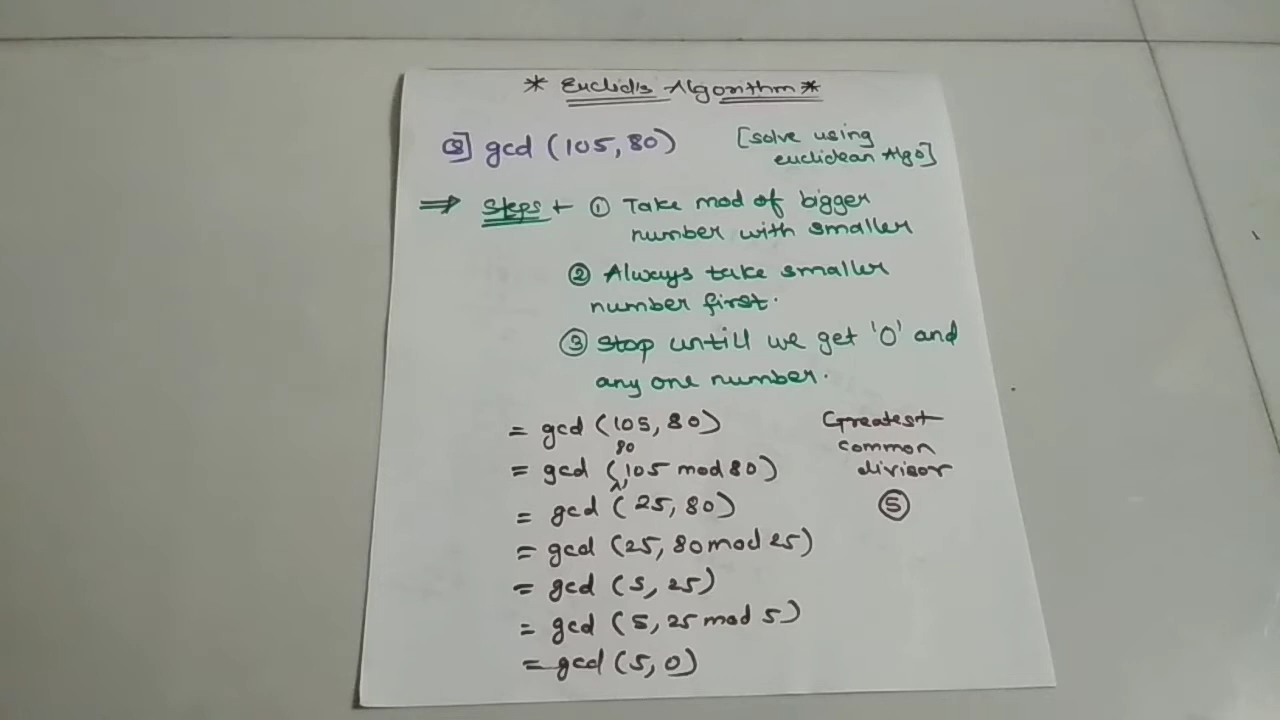 * Euclid's Algorithm *
Q] gcd (105, 80) [solve using
euclidean Algo]
⇒ Steps + ① Take mod of bigger
number with smaller
② Always take smaller
number first.
③ Stop untill we get '0' and
any one number.
= gcd (105, 80)
= gcd (80, 105 mod 80)
= gcd (25, 80)
= gcd (25, 80 mod 25)
= gcd (5, 25)
= gcd (5, 25 mod 5)
= gcd (5, 0)
Greatest
common
divisor
⑤